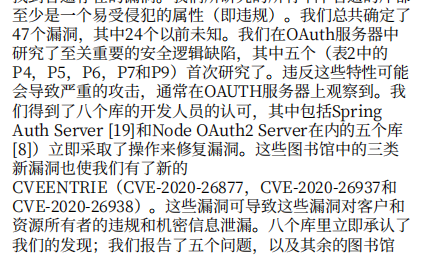 至少是一个易受侵犯的属性（即违规）。我们总共确定了
47个漏洞，其中24个以前未知。我们在OAuth服务器中
研究了至关重要的安全逻辑缺陷，其中五个（表2中的
P4，P5，P6，P7和P9）首次研究了。违反这些特性可能
会导致严重的攻击，通常在OAUTH服务器上观察到。我
们得到了八个库的开发人员的认可，其中包括Spring
Auth Server [19]和Node OAuth2 Server在内的五个库
[8]）立即采取了操作来修复漏洞。这些图书馆中的三类
新漏洞也使我们有了新的
CVEENTRIE（CVE-2020-26877，CVE-2020-26937和
CVE-2020-26938）。这些漏洞可导致这些漏洞对客户和
资源所有者的违规和机密信息泄漏。八个库里立即承认了
我们的发现；我们报告了五个问题，以及其余的图书馆